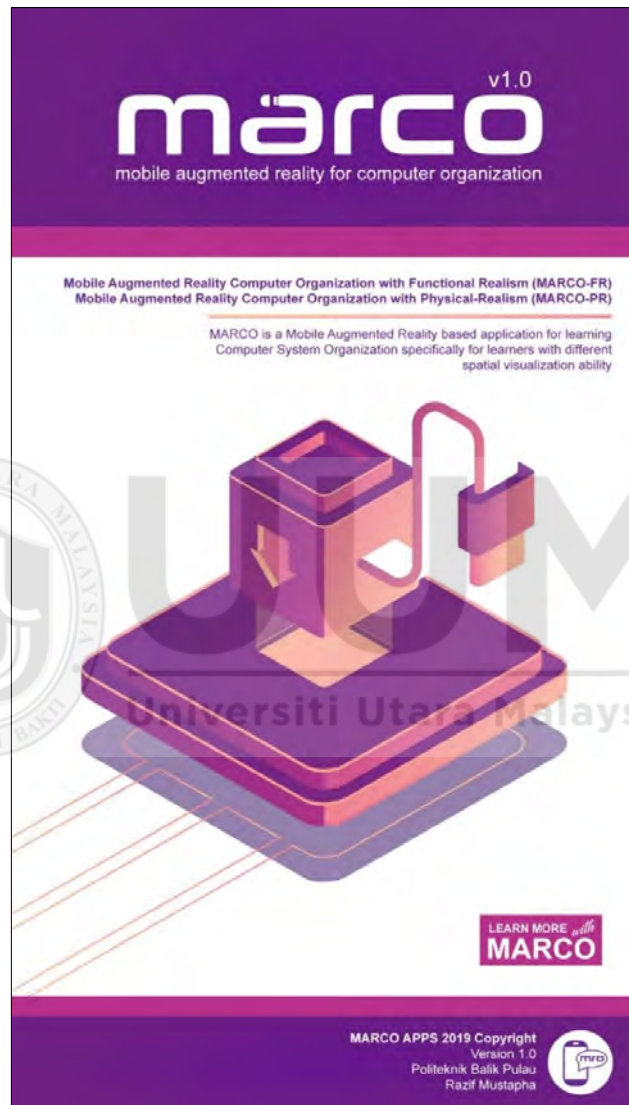 v1.0
marco
mobile augmented reality for computer organization
Mobile Augmented Reality Computer Organization with Functional Realism (MARCO-FR)
Mobile Augmented Reality Computer Organization with Physical-Realism (MARCO-PR)
MARCO is a Mobile Augmented Reality based application for learning
Computer System Organization specifically for learners with different
spatial visualization ability
UUM
Universiti Utara Malays
LEARN MORE with
MARCO
MARCO APPS 2019 Copyright
Version 1.0
Politeknik Balik Pulau
Razif Mustapha